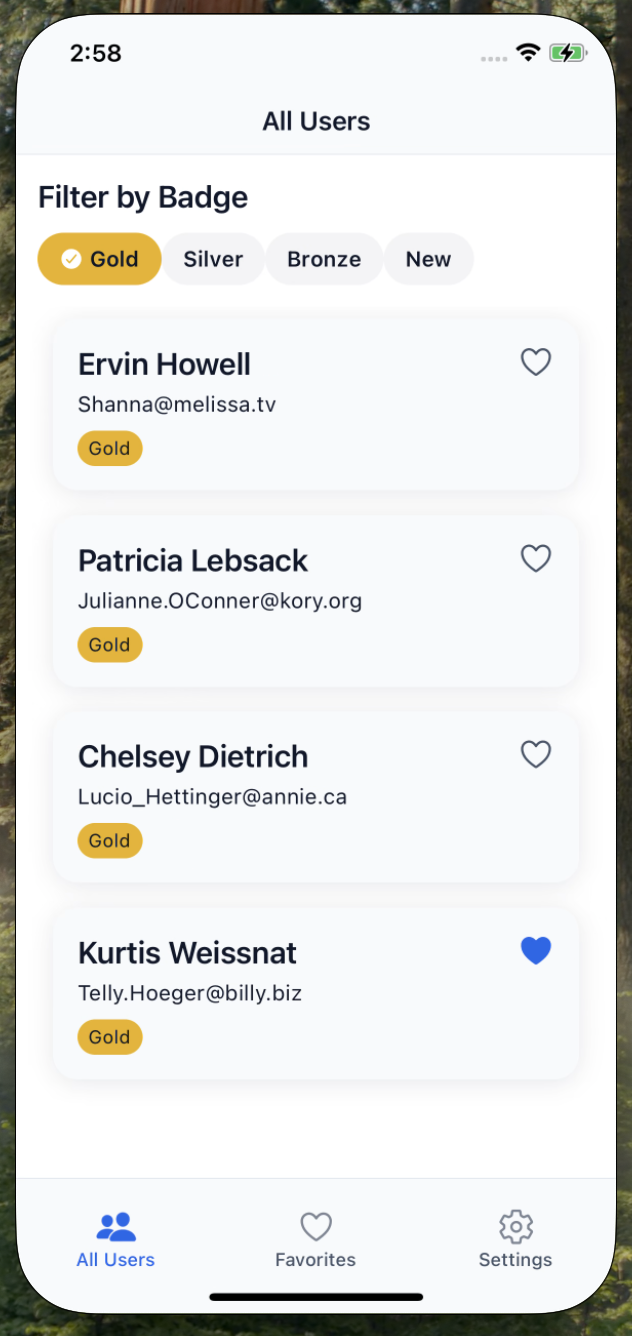 2:58
All Users
Filter by Badge
Gold Silver Bronze New
Ervin Howell
Shanna@melissa.tv
Gold
Patricia Lebsack
Julianne.OConner@kory.org
Gold
Chelsey Dietrich
Lucio_Hettinger@annie.ca
Gold
Kurtis Weissnat
Telly.Hoeger@billy.biz
Gold
All Users Favorites Settings